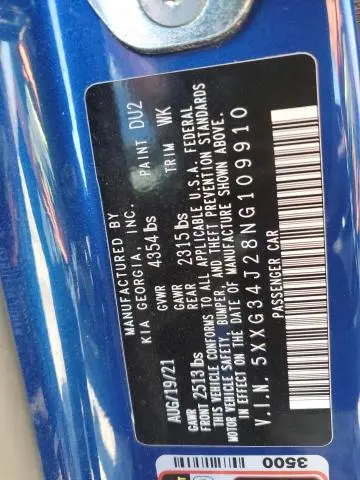 MANUFACTURED BY
KIA GEORGIA, INC.
PAINT DU2
AUG/19/21 GVWR 4354lbs TRIM WK
GAWR FRONT 2513lbs GAWR REAR 2315lbs
THIS VEHICLE CONFORMS TO ALL APPLICABLE U.S.A. FEDERAL
MOTOR VEHICLE SAFETY, BUMPER, AND THEFT PREVENTION STANDARDS
IN EFFECT ON THE DATE OF MANUFACTURE SHOWN ABOVE.
V.I.N. 5XXG34J28NG109910
PASSENGER CAR
3500